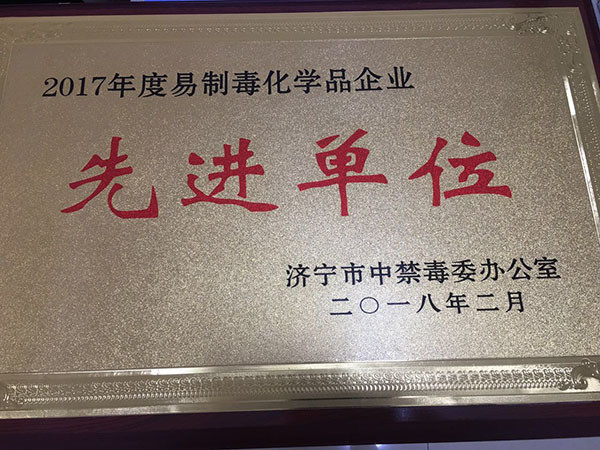 2017年度易制毒化学品企业
先进单位
济宁市中禁毒委办公室
二〇一八年二月